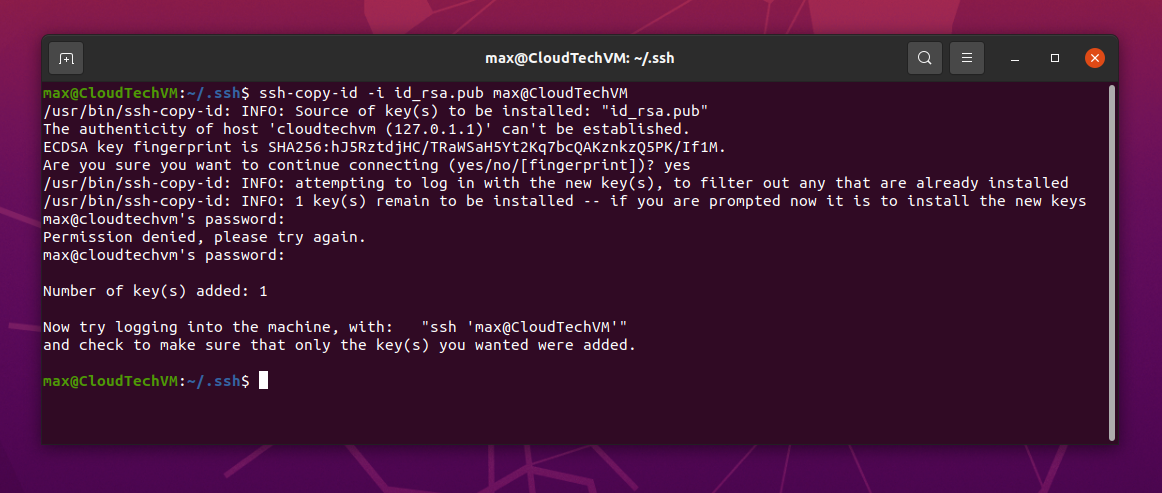 max@CloudTechVM: ~/.ssh
max@CloudTechVM:~/.ssh$ ssh-copy-id -i id_rsa.pub max@CloudTechVM
/usr/bin/ssh-copy-id: INFO: Source of key(s) to be installed: "id_rsa.pub"
The authenticity of host 'cloudtechvm (127.0.1.1)' can't be established.
ECDSA key fingerprint is SHA256:hJ5RztdjHC/TRaWSaH5Yt2Kq7bcQAKznkzQ5PK/If1M.
Are you sure you want to continue connecting (yes/no/[fingerprint])? yes
/usr/bin/ssh-copy-id: INFO: attempting to log in with the new key(s), to filter out any that are already installed
/usr/bin/ssh-copy-id: INFO: 1 key(s) remain to be installed -- if you are prompted now it is to install the new keys
max@cloudtechvm's password:
Permission denied, please try again.
max@cloudtechvm's password:
Number of key(s) added: 1
Now try logging into the machine, with:   "ssh 'max@CloudTechVM'"
and check to make sure that only the key(s) you wanted were added.
max@CloudTechVM:~/.ssh$